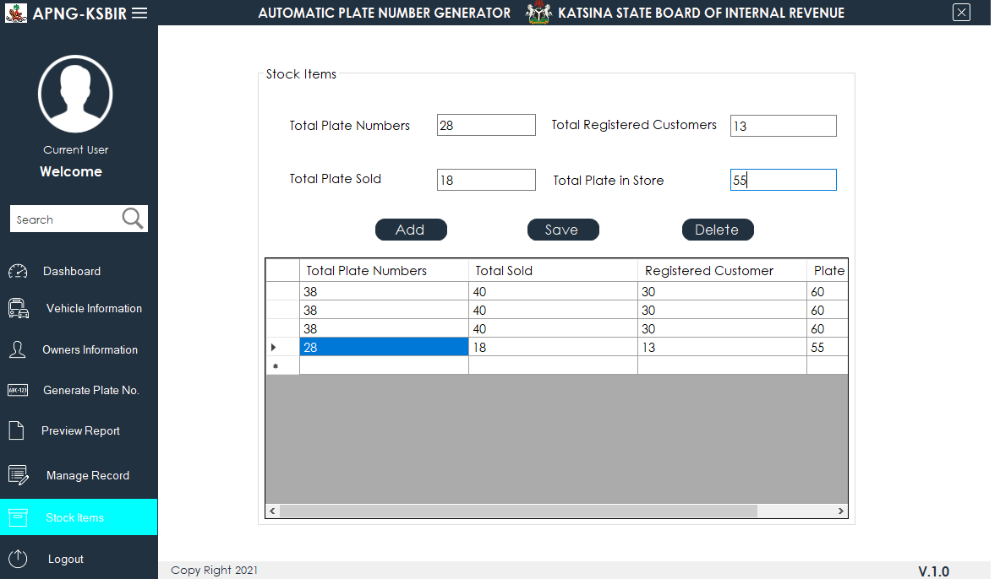 APNG-KSBIR
AUTOMATIC PLATE NUMBER GENERATOR KATSINA STATE BOARD OF INTERNAL REVENUE
Current User
Welcome
Search
Dashboard
Vehicle Information
Owners Information
ABC-123
Generate Plate No.
Preview Report
Manage Record
Stock Items
Logout
Stock Items
Total Plate Numbers 28 Total Registered Customers 13
Total Plate Sold 18 Total Plate in Store 55
Add Save Delete
Total Plate Numbers Total Sold Registered Customer Plate
38 40 30 60
38 40 30 60
38 40 30 60
28 18 13 55
Copy Right 2021 V.1.0